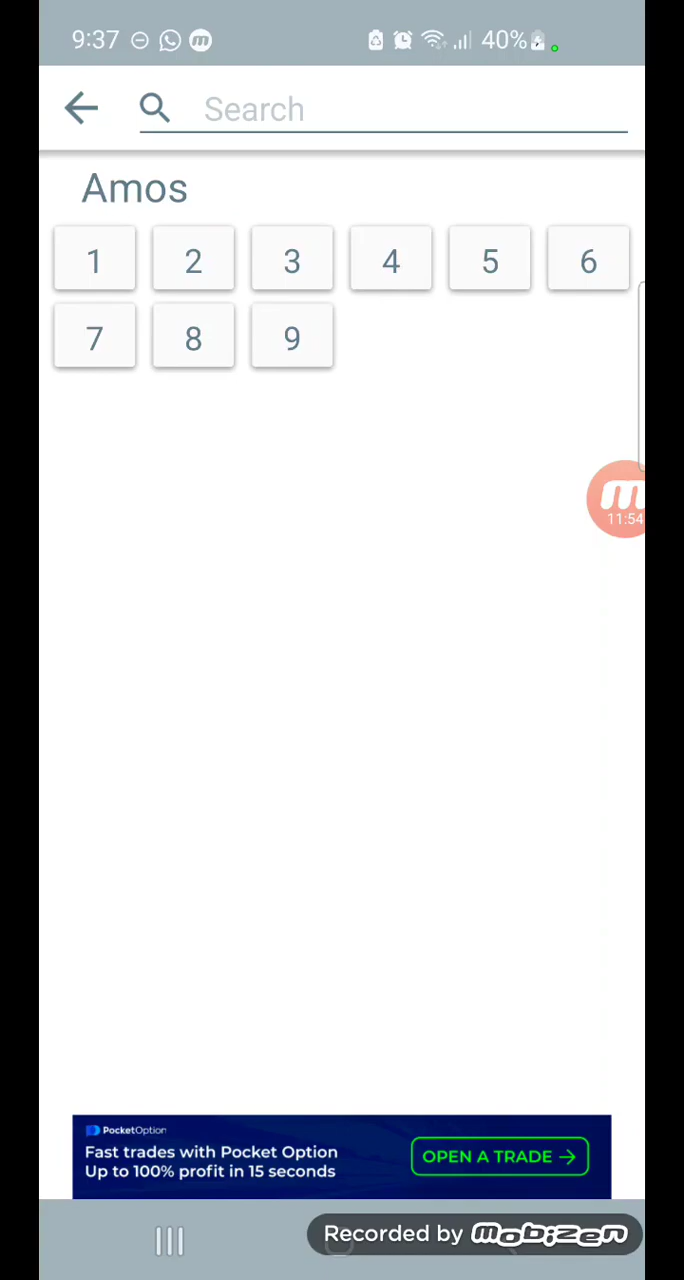 9:37 40%
Search
Amos
1 2 3 4 5 6
7 8 9
11:54
PocketOption
Fast trades with Pocket Option
Up to 100% profit in 15 seconds
OPEN A TRADE →
Recorded by mobizen